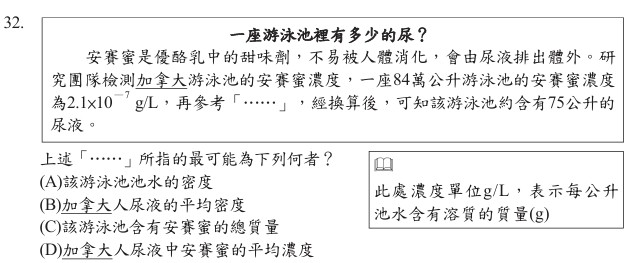 32.
一座游泳池裡有多少的尿?
安賽蜜是優酪乳中的甜味劑,不易被人體消化,會由尿液排出體外。研
究團隊檢測加拿大游泳池的安賽蜜濃度,一座84萬公升游泳池的安賽蜜濃度
為2.1×10⁻⁷ g/L,再參考「⋯⋯」,經換算後,可知該游泳池約含有75公升的
尿液。
上述「⋯⋯」所指的最可能為下列何者?
(A)該游泳池池水的密度
(B)加拿大人尿液的平均密度
(C)該游泳池含有安賽蜜的總質量
(D)加拿大人尿液中安賽蜜的平均濃度
此處濃度單位g/L,表示每公升
池水含有溶質的質量(g)